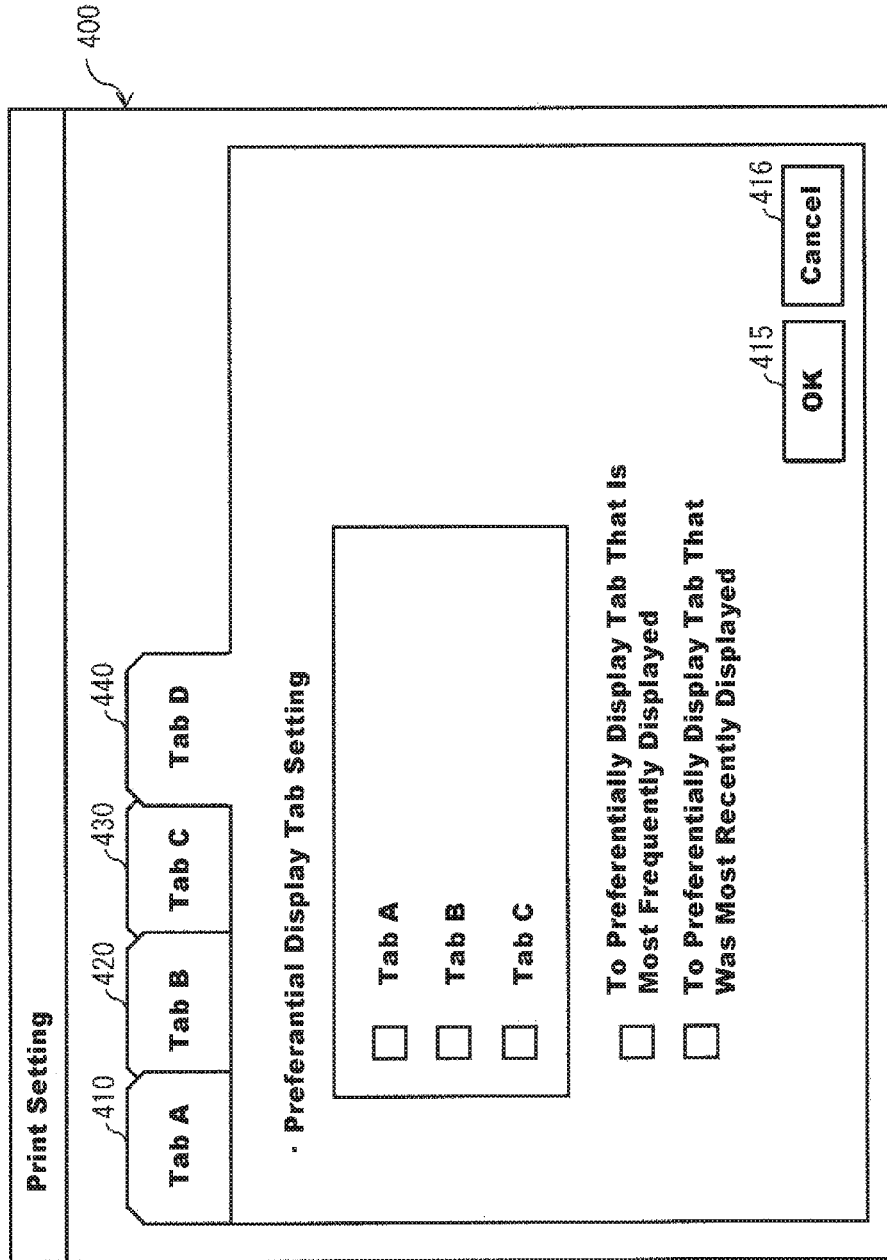 Print Setting
400
410
420
430
440
Tab A
Tab B
Tab C
Tab D
· Preferantial Display Tab Setting
Tab A
Tab B
Tab C
To Preferentially Display Tab That Is
Most Frequently Displayed
To Preferentially Display Tab That
Was Most Recently Displayed
415
416
OK
Cancel